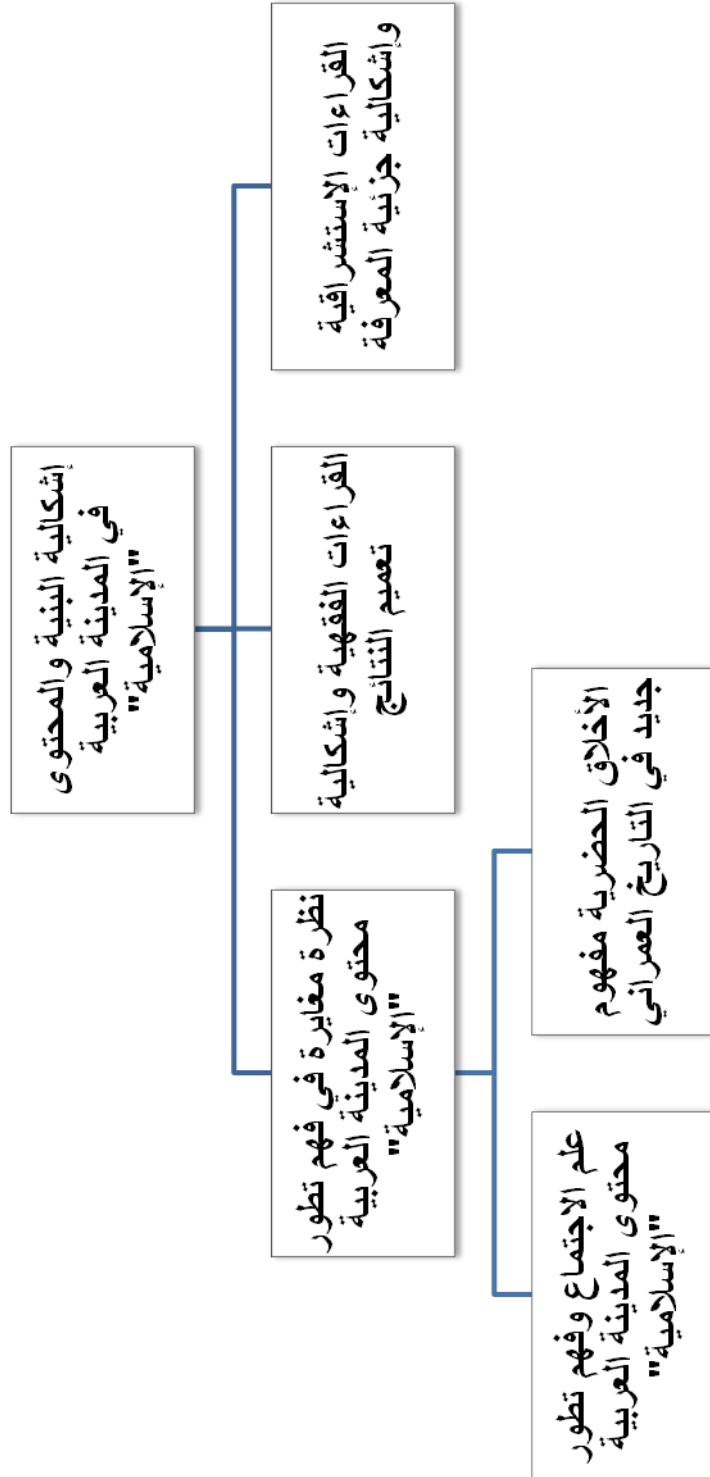 إشكالية البنية والمحتوى
في المدينة العربية
"الإسلامية"
القراءات الإستشراقية
وإشكالية جزئية المعرفة
القراءات الفقهية وإشكالية
تعميم النتائج
نظرة مغايرة في فهم تطور
محتوى المدينة العربية
"الإسلامية"
الأخلاق الحضرية مفهوم
جديد في التاريخ العمراني
علم الاجتماع وفهم تطور
محتوى المدينة العربية
"الإسلامية"